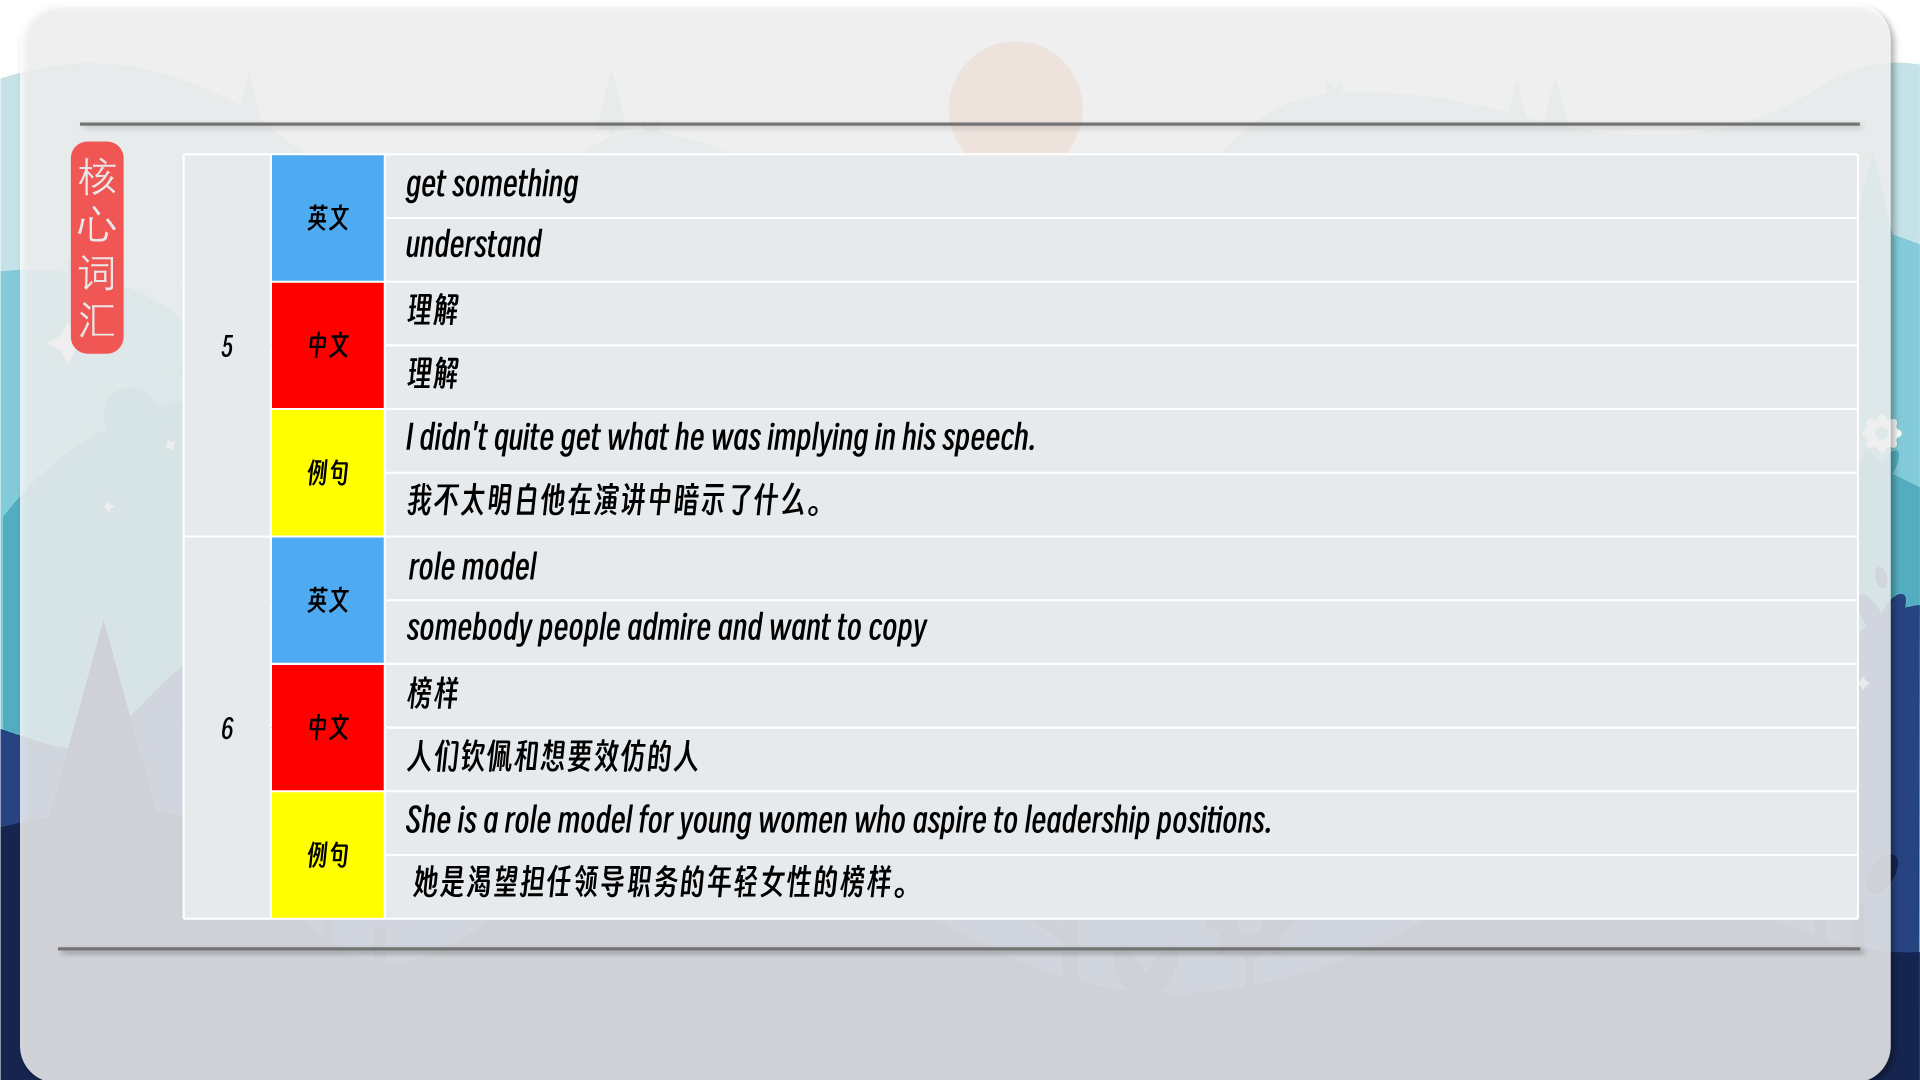 核
心
词
汇
5
英文
get something
understand
中文
理解
理解
例句
I didn't quite get what he was implying in his speech.
我不太明白他在演讲中暗示了什么。
6
英文
role model
somebody people admire and want to copy
中文
榜样
人们钦佩和想要效仿的人
例句
She is a role model for young women who aspire to leadership positions.
她是渴望担任领导职务的年轻女性的榜样。